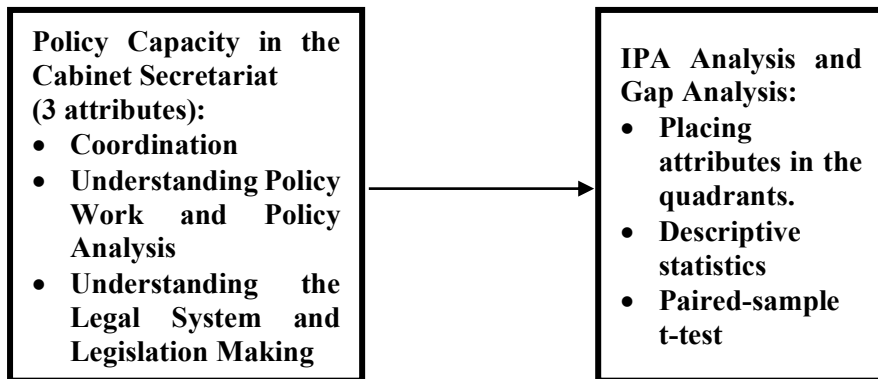 Policy Capacity in the
Cabinet Secretariat
(3 attributes):
• Coordination
• Understanding Policy
Work and Policy
Analysis
• Understanding the
Legal System and
Legislation Making
IPA Analysis and
Gap Analysis:
• Placing
attributes in the
quadrants.
• Descriptive
statistics
• Paired-sample
t-test